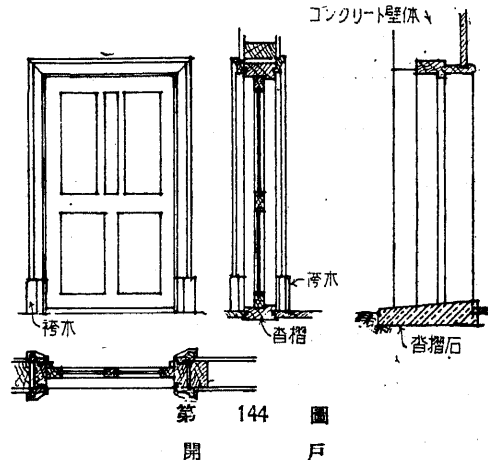 コンクリート壁体
袴木
袴木
沓摺
沓摺石
第 144 圖
開 戸